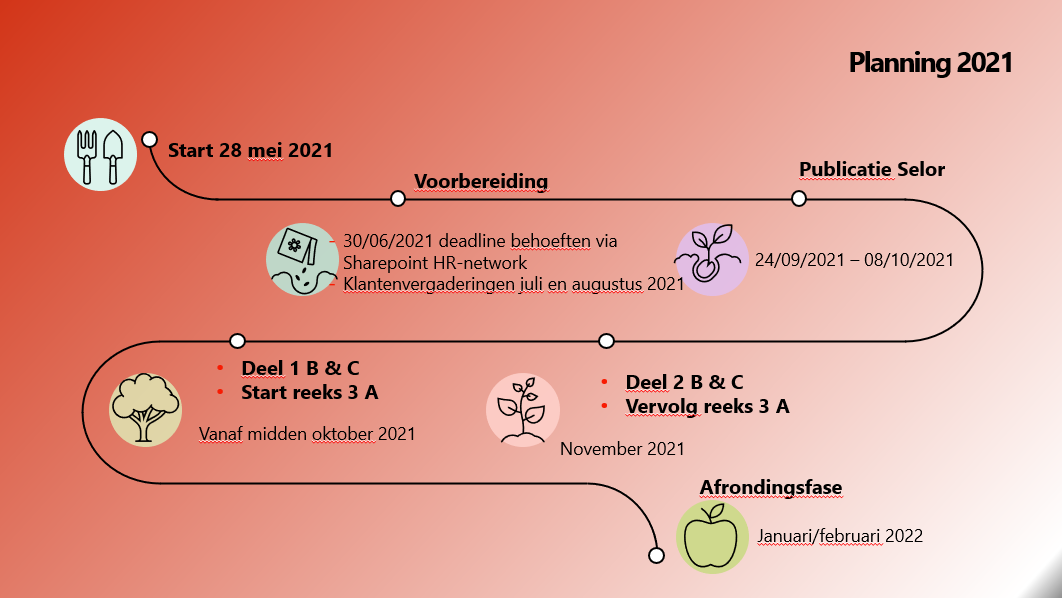 Planning 2021
Start 28 mei 2021
Voorbereiding
Publicatie Selor
- 30/06/2021 deadline behoeften via
Sharepoint HR-network
- Klantenvergaderingen juli en augustus 2021
24/09/2021 – 08/10/2021
• Deel 1 B & C
• Start reeks 3 A
Vanaf midden oktober 2021
• Deel 2 B & C
• Vervolg reeks 3 A
November 2021
Afrondingsfase
Januari/februari 2022